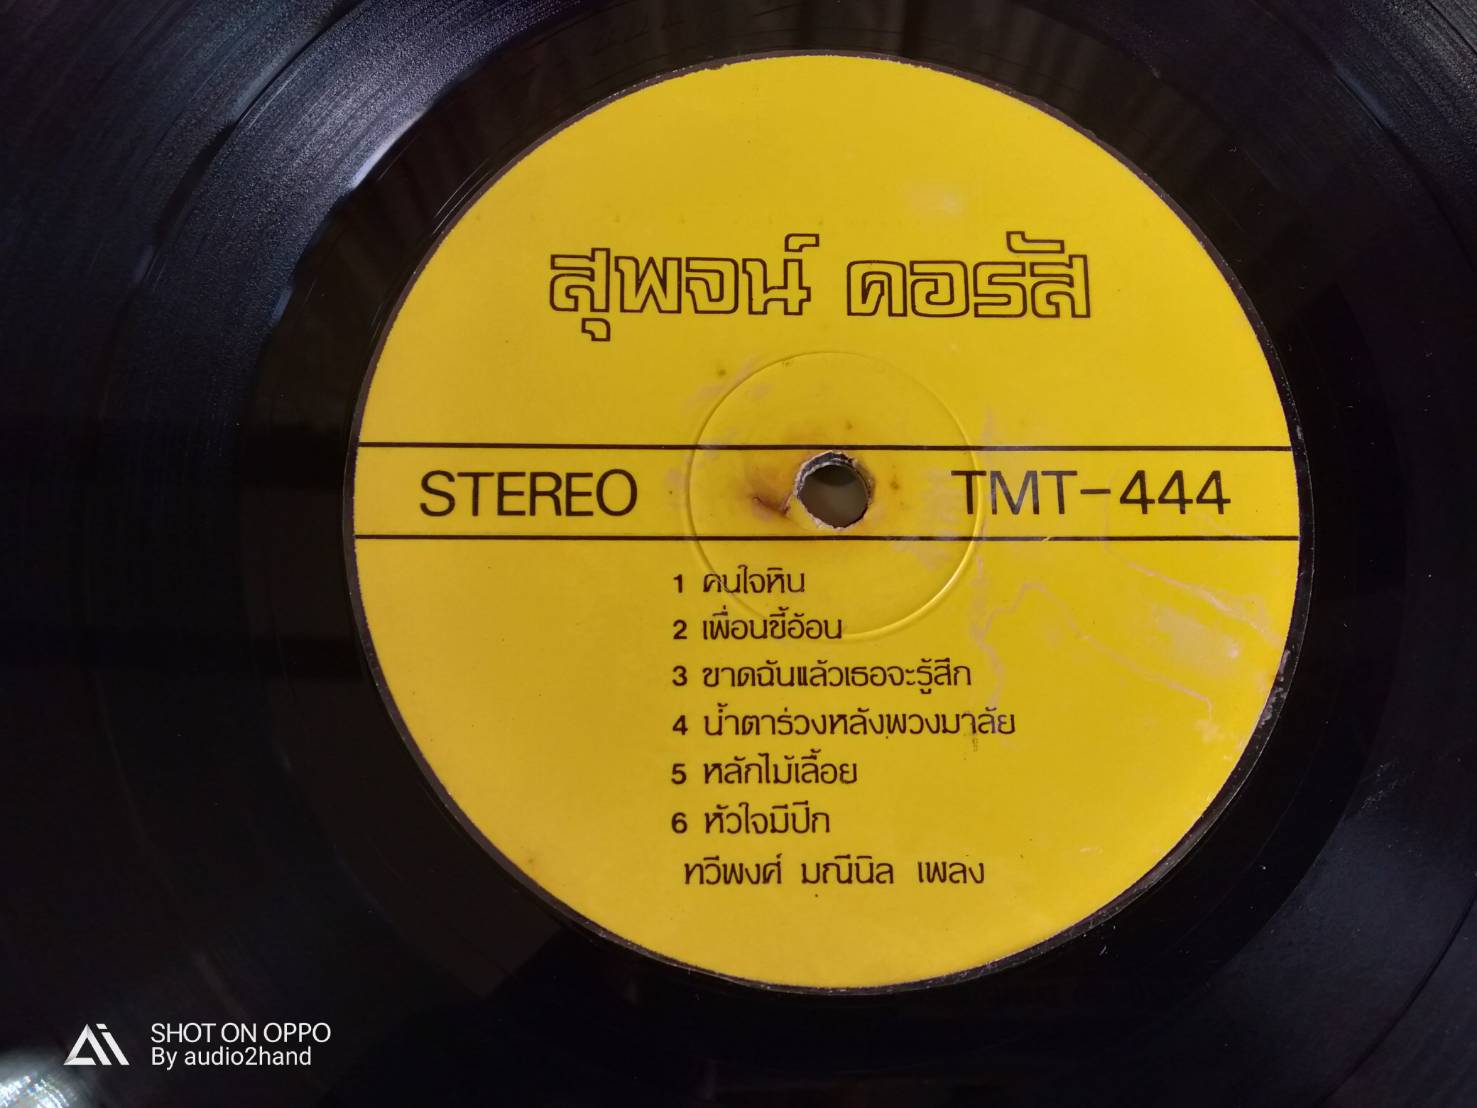 สุพจน์ คอรัส
STEREO TMT-444
1 คนใจหิน
2 เพื่อนขี้อ้อน
3 ขาดฉันแล้วเธอจะรู้สึก
4 น้ำตาร่วงหลังพวงมาลัย
5 หลักไม้เลื้อย
6 หัวใจมีปีก
ทวีพงศ์ มณีนิล เพลง
SHOT ON OPPO
By audio2hand